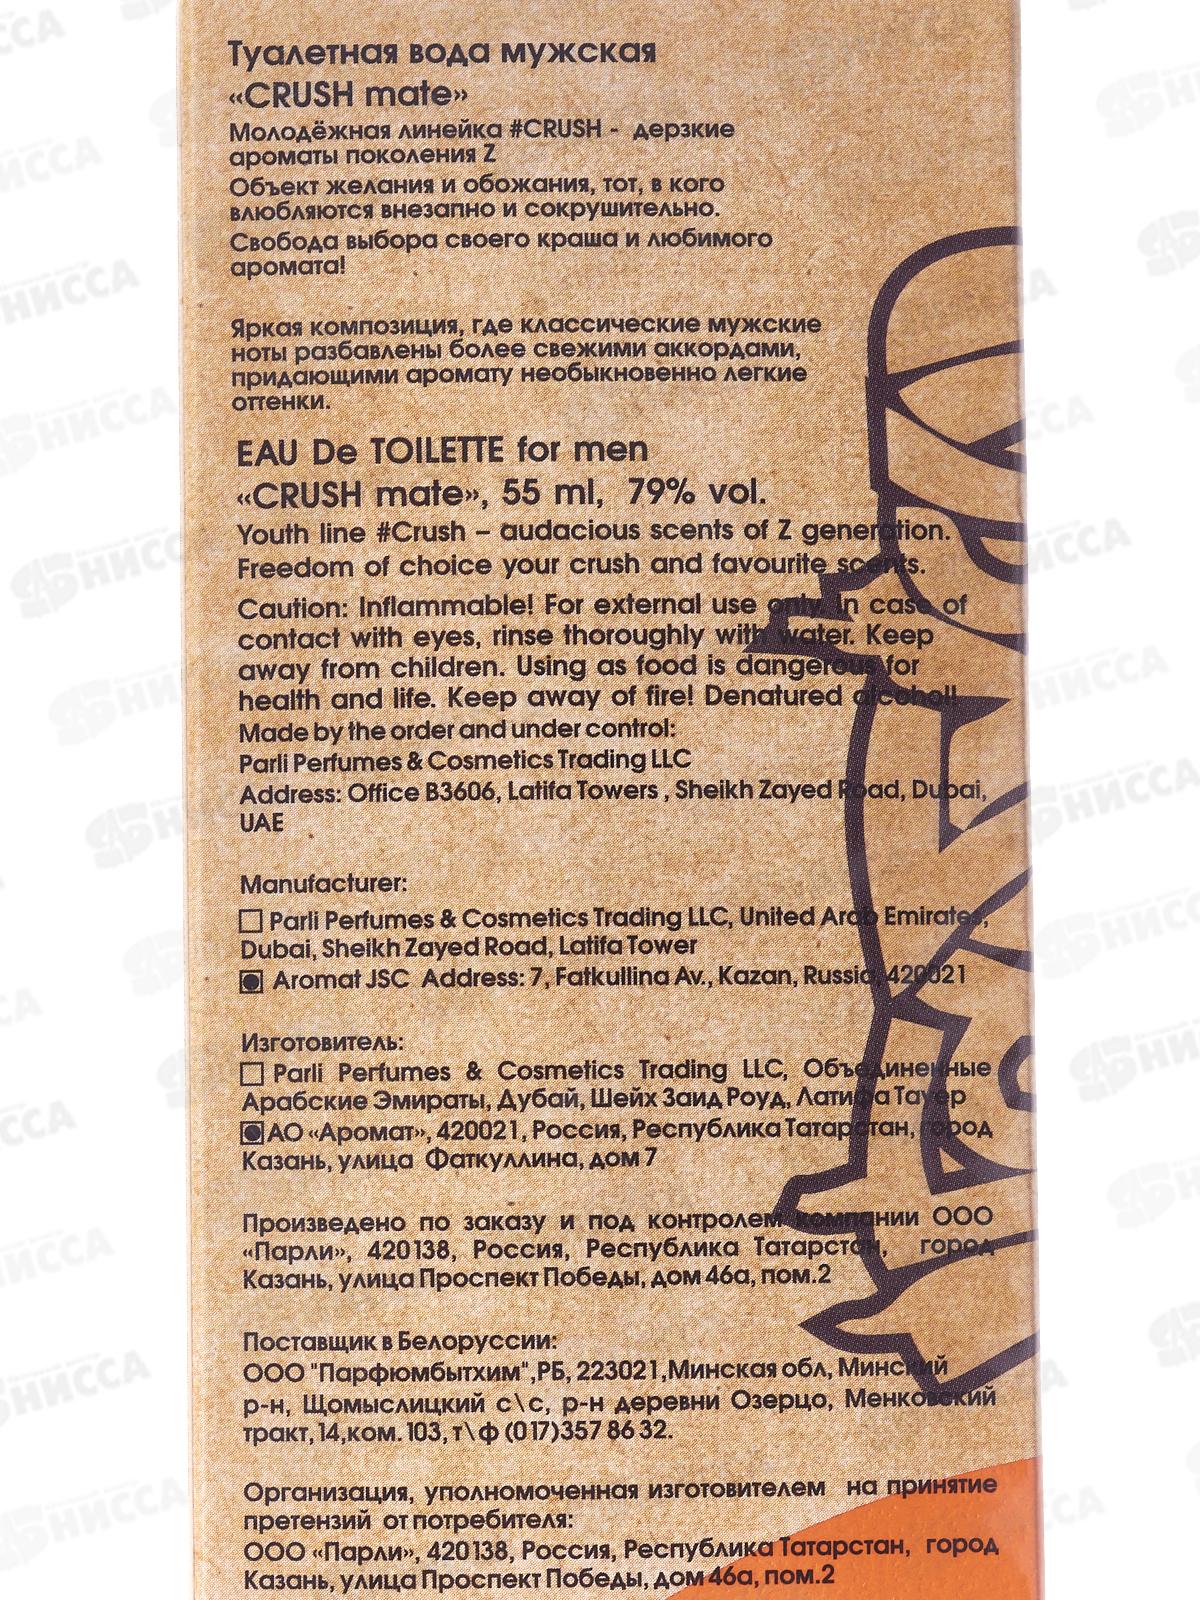 Туалетная вода мужская
«CRUSH mate»
Молодёжная линейка #CRUSH - дерзкие
ароматы поколения Z
Объект желания и обожания, тот, в кого
влюбляются внезапно и сокрушительно.
Свобода выбора своего краша и любимого
аромата!
Яркая композиция, где классические мужские
ноты разбавлены более свежими аккордами,
придающими аромату необыкновенно легкие
оттенки.
EAU De TOILETTE for men
«CRUSH mate», 55 ml, 79% vol.
Youth line #Crush – audacious scents of Z generation.
Freedom of choice your crush and favourite scents.
Caution: Inflammable! For external use only. In case of
contact with eyes, rinse thoroughly with water. Keep
away from children. Using as food is dangerous for
health and life. Keep away of fire! Denatured alcohol!
Made by the order and under control:
Parli Perfumes & Cosmetics Trading LLC
Address: Office B3606, Latifa Towers , Sheikh Zayed Road, Dubai,
UAE
Manufacturer:
Parli Perfumes & Cosmetics Trading LLC, United Arab Emirates,
Dubai, Sheikh Zayed Road, Latifa Tower
Aromat JSC Address: 7, Fatkullina Av., Kazan, Russia, 420021
Изготовитель:
Parli Perfumes & Cosmetics Trading LLC, Объединенные
Арабские Эмираты, Дубай, Шейх Заид Роуд, Латифа Тауер
АО «Аромат», 420021, Россия, Республика Татарстан, город
Казань, улица Фаткуллина, дом 7
Произведено по заказу и под контролем компании ООО
«Парли», 420138, Россия, Республика Татарстан, город
Казань, улица Проспект Победы, дом 46а, пом.2
Поставщик в Белоруссии:
ООО "Парфюмбытхим",РБ, 223021,Минская обл, Минский
р-н, Щомыслицкий с\с, р-н деревни Озерцо, Менковский
тракт,14,ком. 103, т\ф (017)357 86 32.
Организация, уполномоченная изготовителем на принятие
претензий от потребителя:
ООО «Парли», 420138, Россия, Республика Татарстан, город
Казань, улица Проспект Победы, дом 46а, пом.2